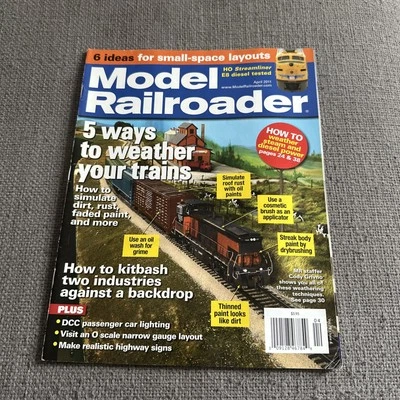 6 ideas for small-space layouts
HO Streamliner
E8 diesel tested
April 2011
www.ModelRailroader.com
Model
Railroader
5 ways
to weather
your trains
How to
simulate
dirt, rust,
faded paint,
and more
HOW TO
weather
steam and
diesel power
pages 24 & 38
Simulate
roof rust with
oil paints
Use a
cosmetic
brush as an
applicator
Use an oil
wash for
grime
Streak body
paint by
drybrushing
MR staffer
Cody Grivno
shows you all of
these weathering
techniques.
See page 30
How to kitbash
two industries
against a backdrop
Thinned
paint looks
like dirt
PLUS
• DCC passenger car lighting
• Visit an O scale narrow gauge layout
• Make realistic highway signs
04